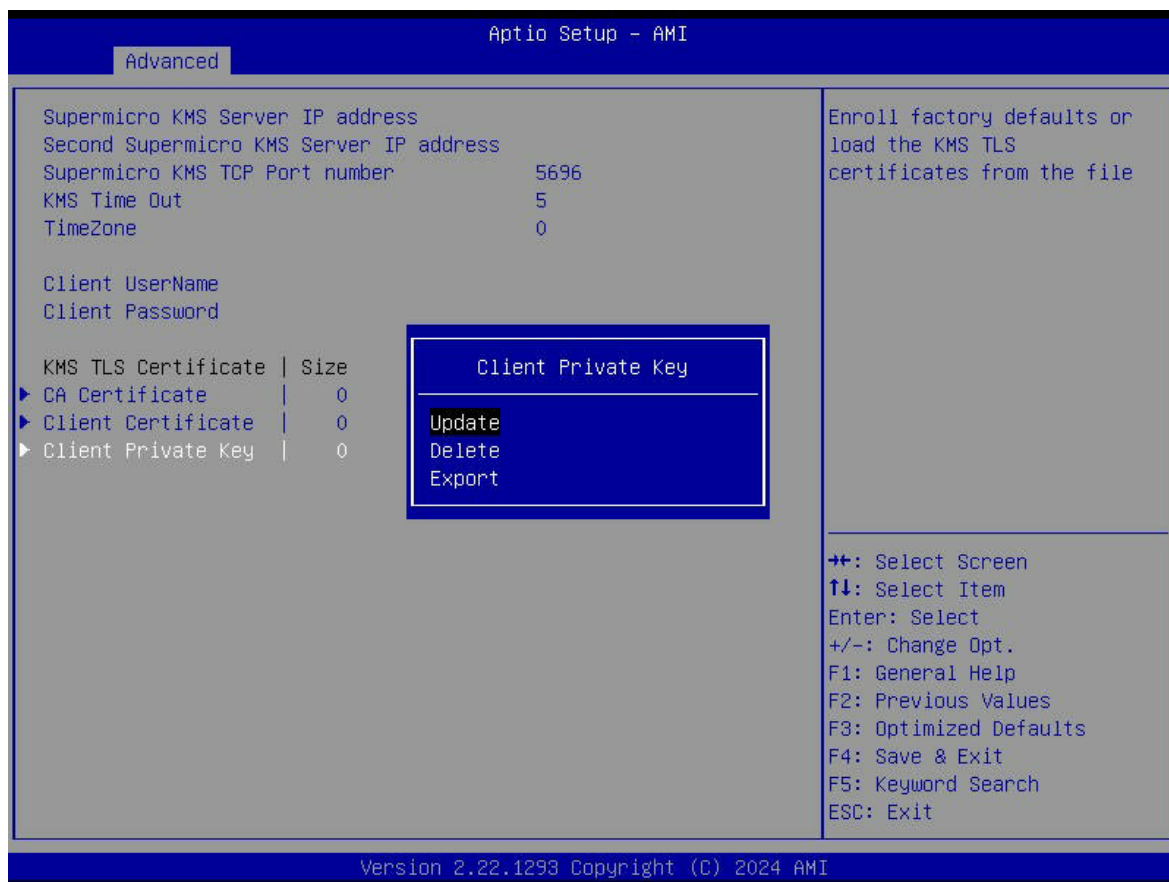 Aptio Setup – AMI
Advanced
Supermicro KMS Server IP address
Second Supermicro KMS Server IP address
Supermicro KMS TCP Port number 5696
KMS Time Out 5
TimeZone 0
Client UserName
Client Password
KMS TLS Certificate | Size
CA Certificate | 0
Client Certificate | 0
Client Private Key | 0
Client Private Key
Update
Delete
Export
Enroll factory defaults or
load the KMS TLS
certificates from the file
→←: Select Screen
↑↓: Select Item
Enter: Select
+/-: Change Opt.
F1: General Help
F2: Previous Values
F3: Optimized Defaults
F4: Save & Exit
F5: Keyword Search
ESC: Exit
Version 2.22.1293 Copyright (C) 2024 AMI